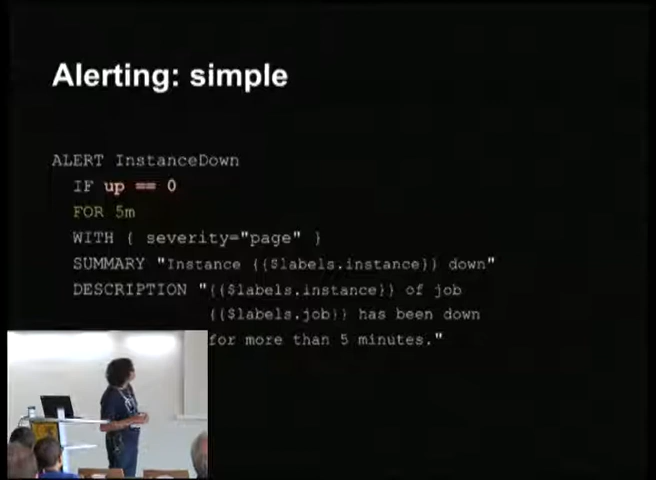 Alerting: simple
ALERT InstanceDown
IF up == 0
FOR 5m
WITH { severity="page" }
SUMMARY "Instance {{$labels.instance}} down"
DESCRIPTION "{{$labels.instance}} of job
{{$labels.job}} has been down
for more than 5 minutes."